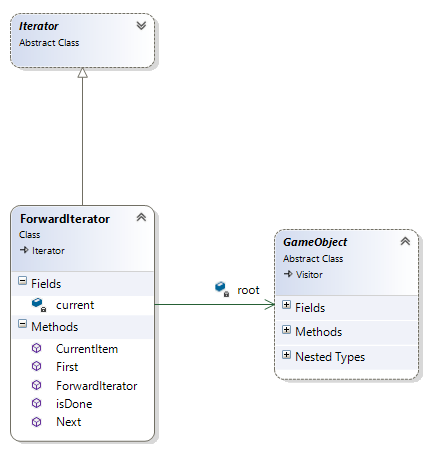 Iterator
Abstract Class
ForwardIterator
Class
Iterator
Fields
current
Methods
CurrentItem
First
ForwardIterator
isDone
Next
root
GameObject
Abstract Class
Visitor
Fields
Methods
Nested Types